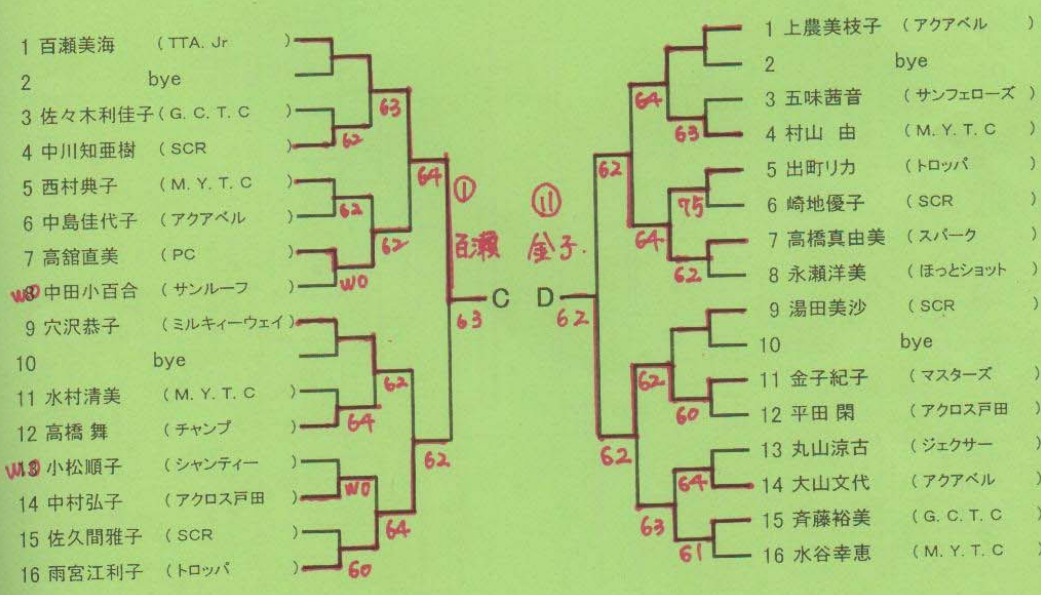 1 百瀬美海 (TTA. Jr )
2 bye
3 佐々木利佳子 (G. C. T. C )
62
63
4 中川知亜樹 (SCR )
64
5 西村典子 (M. Y. T. C )
62
6 中島佳代子 (アクアベル )
62
7 高舘直美 (PC )
WO
WO 8 中田小百合 (サンルーフ )
9 穴沢恭子 (ミルキィーウェイ)
10 bye
62
11 水村清美 (M. Y. T. C )
64
12 高橋 舞 (チャンプ )
62
WO 13 小松順子 (シャンティー )
WO
14 中村弘子 (アクロス戸田 )
64
15 佐久間雅子 (SCR )
60
16 雨宮江利子 (トロッパ )
① 百瀬
63 C
⑪ 金子.
D 62
1 上農美枝子 (アクアベル )
2 bye
64
3 五味茜音 (サンフェローズ )
63
4 村山 由 (M. Y. T. C )
62
5 出町リカ (トロッパ )
75
6 崎地優子 (SCR )
64
7 高橋真由美 (スパーク )
62
8 永瀬洋美 (ほっとショット )
9 湯田美沙 (SCR )
10 bye
62
11 金子紀子 (マスターズ )
60
12 平田 閑 (アクロス戸田 )
62
13 丸山涼古 (ジェクサー )
64
14 大山文代 (アクアベル )
63
15 斉藤裕美 (G. C. T. C )
61
16 水谷幸恵 (M. Y. T. C )